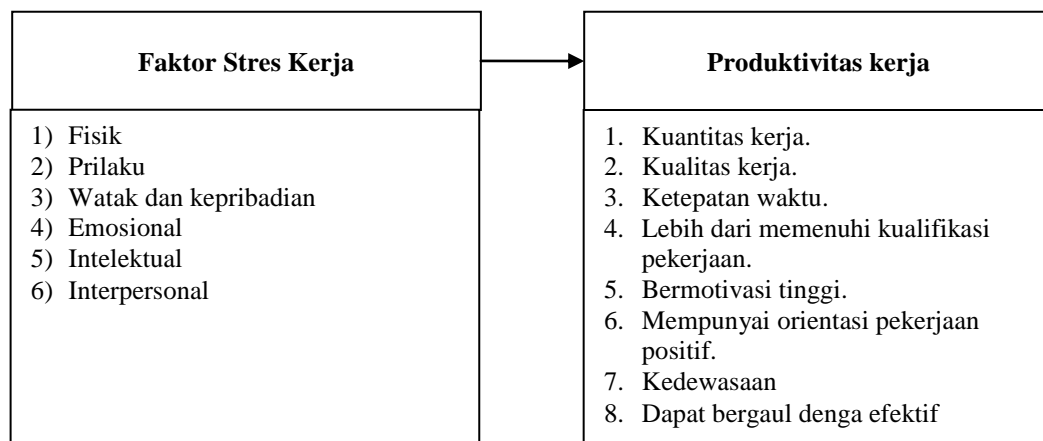 Faktor Stres Kerja
1) Fisik
2) Prilaku
3) Watak dan kepribadian
4) Emosional
5) Intelektual
6) Interpersonal
Produktivitas kerja
1. Kuantitas kerja.
2. Kualitas kerja.
3. Ketepatan waktu.
4. Lebih dari memenuhi kualifikasi
pekerjaan.
5. Bermotivasi tinggi.
6. Mempunyai orientasi pekerjaan
positif.
7. Kedewasaan
8. Dapat bergaul denga efektif